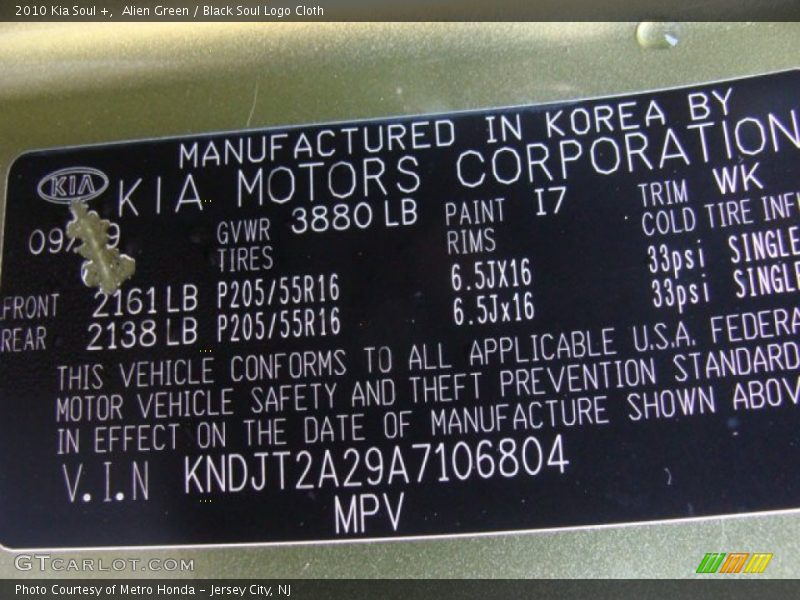 2010 Kia Soul +, Alien Green / Black Soul Logo Cloth
MANUFACTURED IN KOREA BY
KIA KIA MOTORS CORPORATION
GVWR 3880 LB PAINT I7 TRIM WK
TIRES RIMS COLD TIRE
FRONT 2161 LB P205/55R16 6.5JX16 33psi SINGLE
REAR 2138 LB P205/55R16 6.5Jx16 33psi
THIS VEHICLE CONFORMS TO ALL APPLICABLE U.S.A.
MOTOR VEHICLE SAFETY AND THEFT PREVENTION STANDARD
IN EFFECT ON THE DATE OF MANUFACTURE SHOWN
V.I.N KNDJT2A29A7106804
MPV
GTCARLOT.COM
Photo Courtesy of Metro Honda – Jersey City, NJ